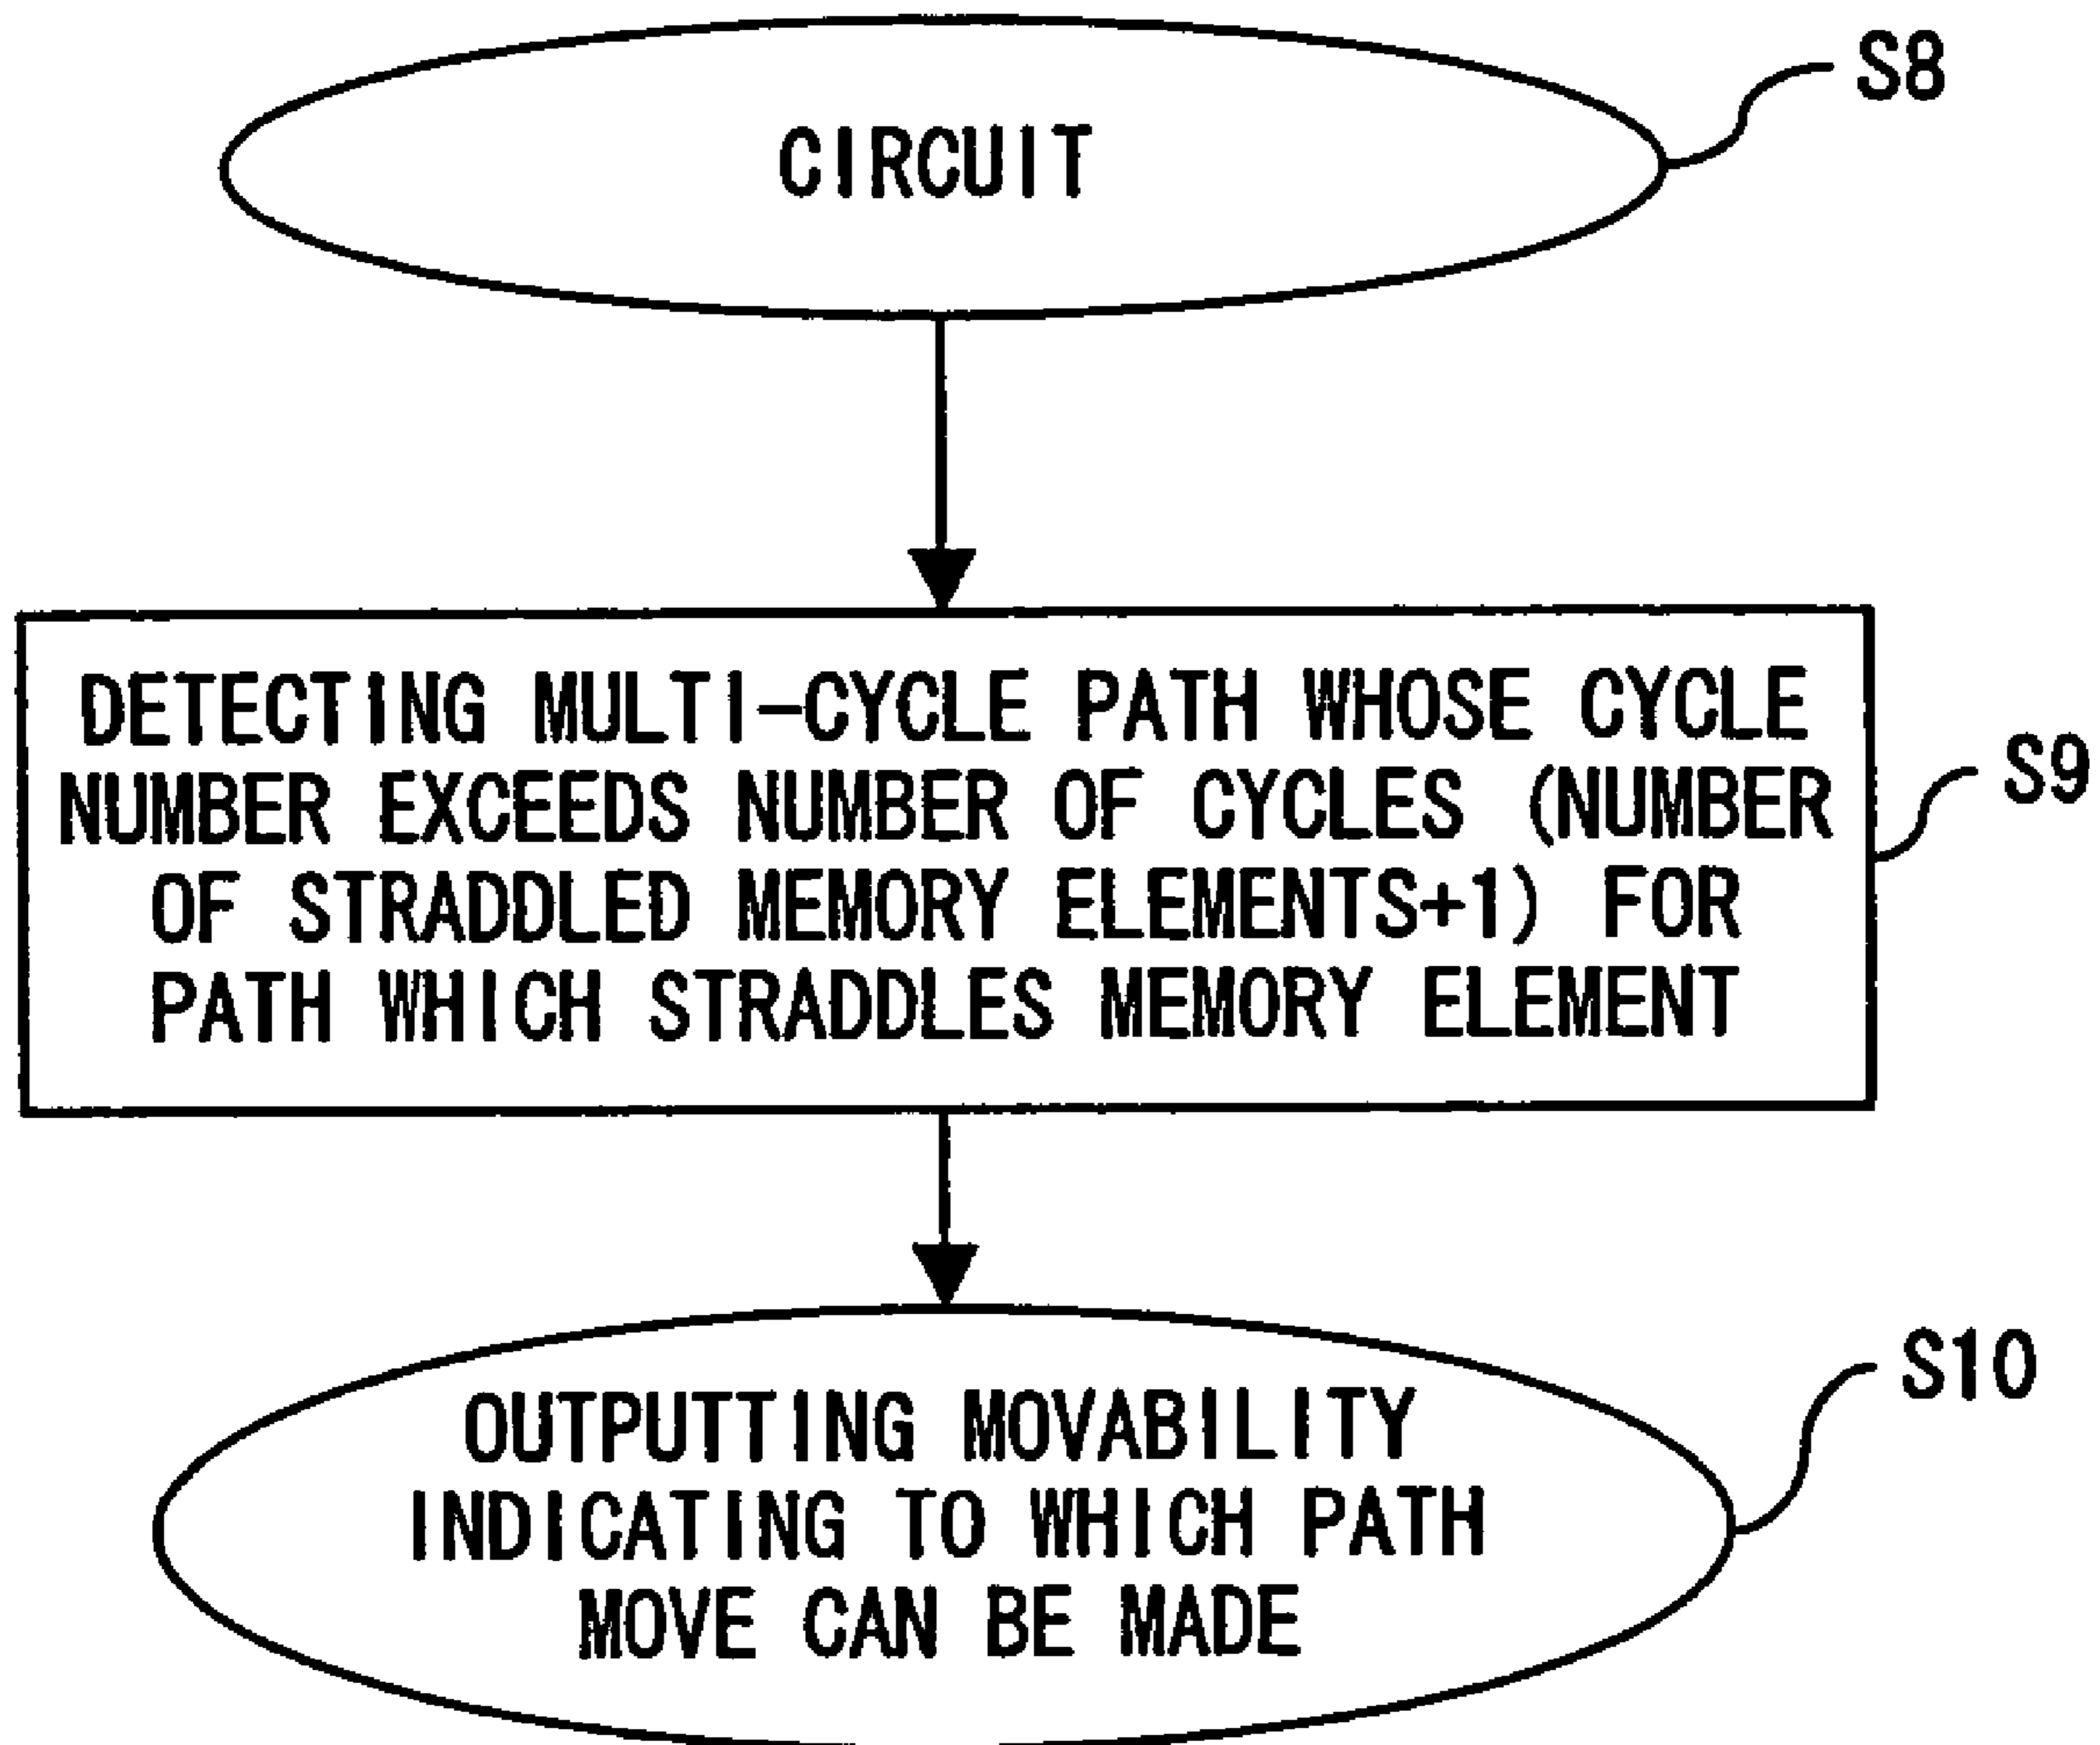 S8
CIRCUIT
DETECTING MULTI-CYCLE PATH WHOSE CYCLE
NUMBER EXCEEDS NUMBER OF CYCLES (NUMBER
OF STRADDLED MEMORY ELEMENTS+1) FOR
PATH WHICH STRADDLES MEMORY ELEMENT
S9
S10
OUTPUTTING MOVABILITY
INDICATING TO WHICH PATH
MOVE CAN BE MADE